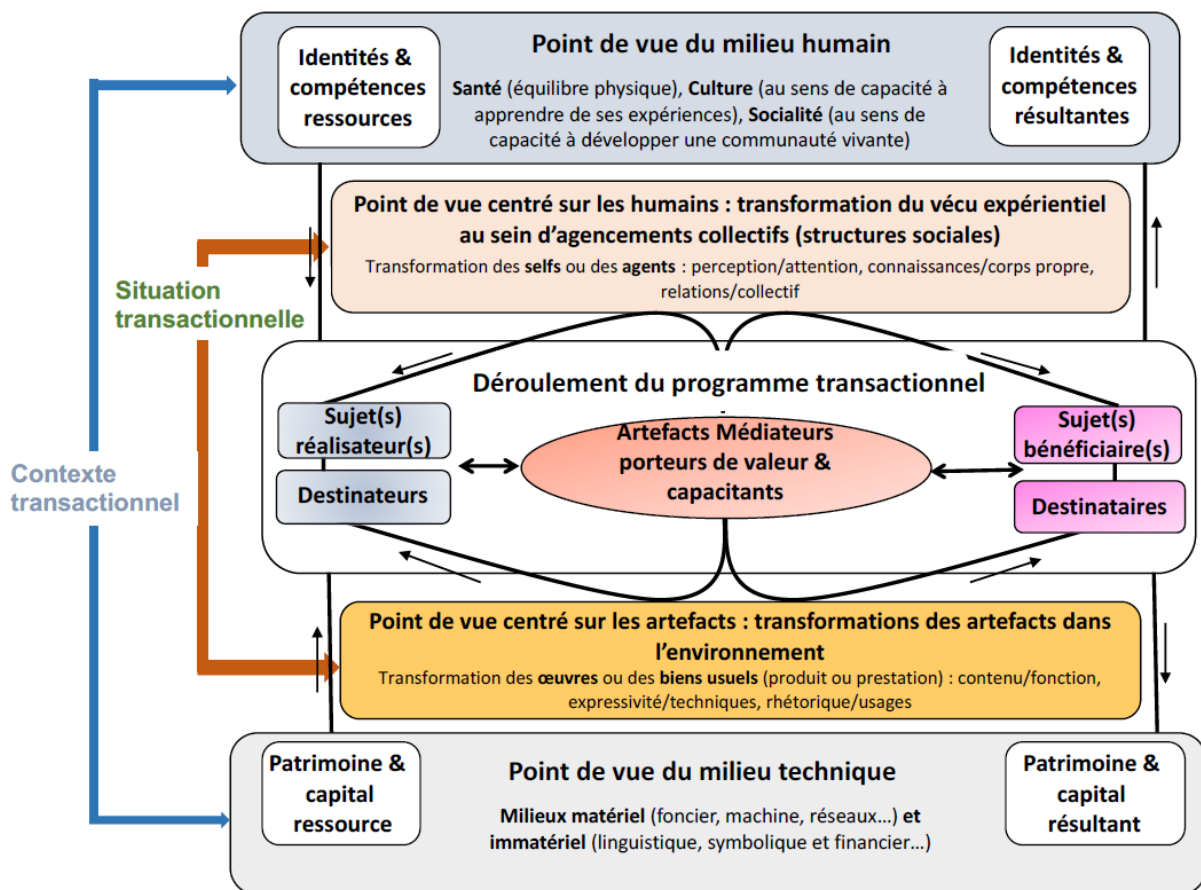 Point de vue du milieu humain
Identités &
compétences
ressources
Santé (équilibre physique), Culture (au sens de capacité à
apprendre de ses expériences), Socialité (au sens de
capacité à développer une communauté vivante)
Identités &
compétences
résultantes
Point de vue centré sur les humains : transformation du vécu expérientiel
au sein d’agencements collectifs (structures sociales)
Transformation des selfs ou des agents : perception/attention, connaissances/corps propre,
relations/collectif
Situation
transactionnelle
Contexte
transactionnel
Déroulement du programme transactionnel
Sujet(s)
réalisateur(s)
Destinateurs
Artefacts Médiateurs
porteurs de valeur &
capacitants
Sujet(s)
bénéficiaire(s)
Destinataires
Point de vue centré sur les artefacts : transformations des artefacts dans
l’environnement
Transformation des œuvres ou des biens usuels (produit ou prestation) : contenu/fonction,
expressivité/techniques, rhétorique/usages
Patrimoine &
capital
ressource
Point de vue du milieu technique
Milieux matériel (foncier, machine, réseaux…) et
immatériel (linguistique, symbolique et financier…)
Patrimoine &
capital
résultant